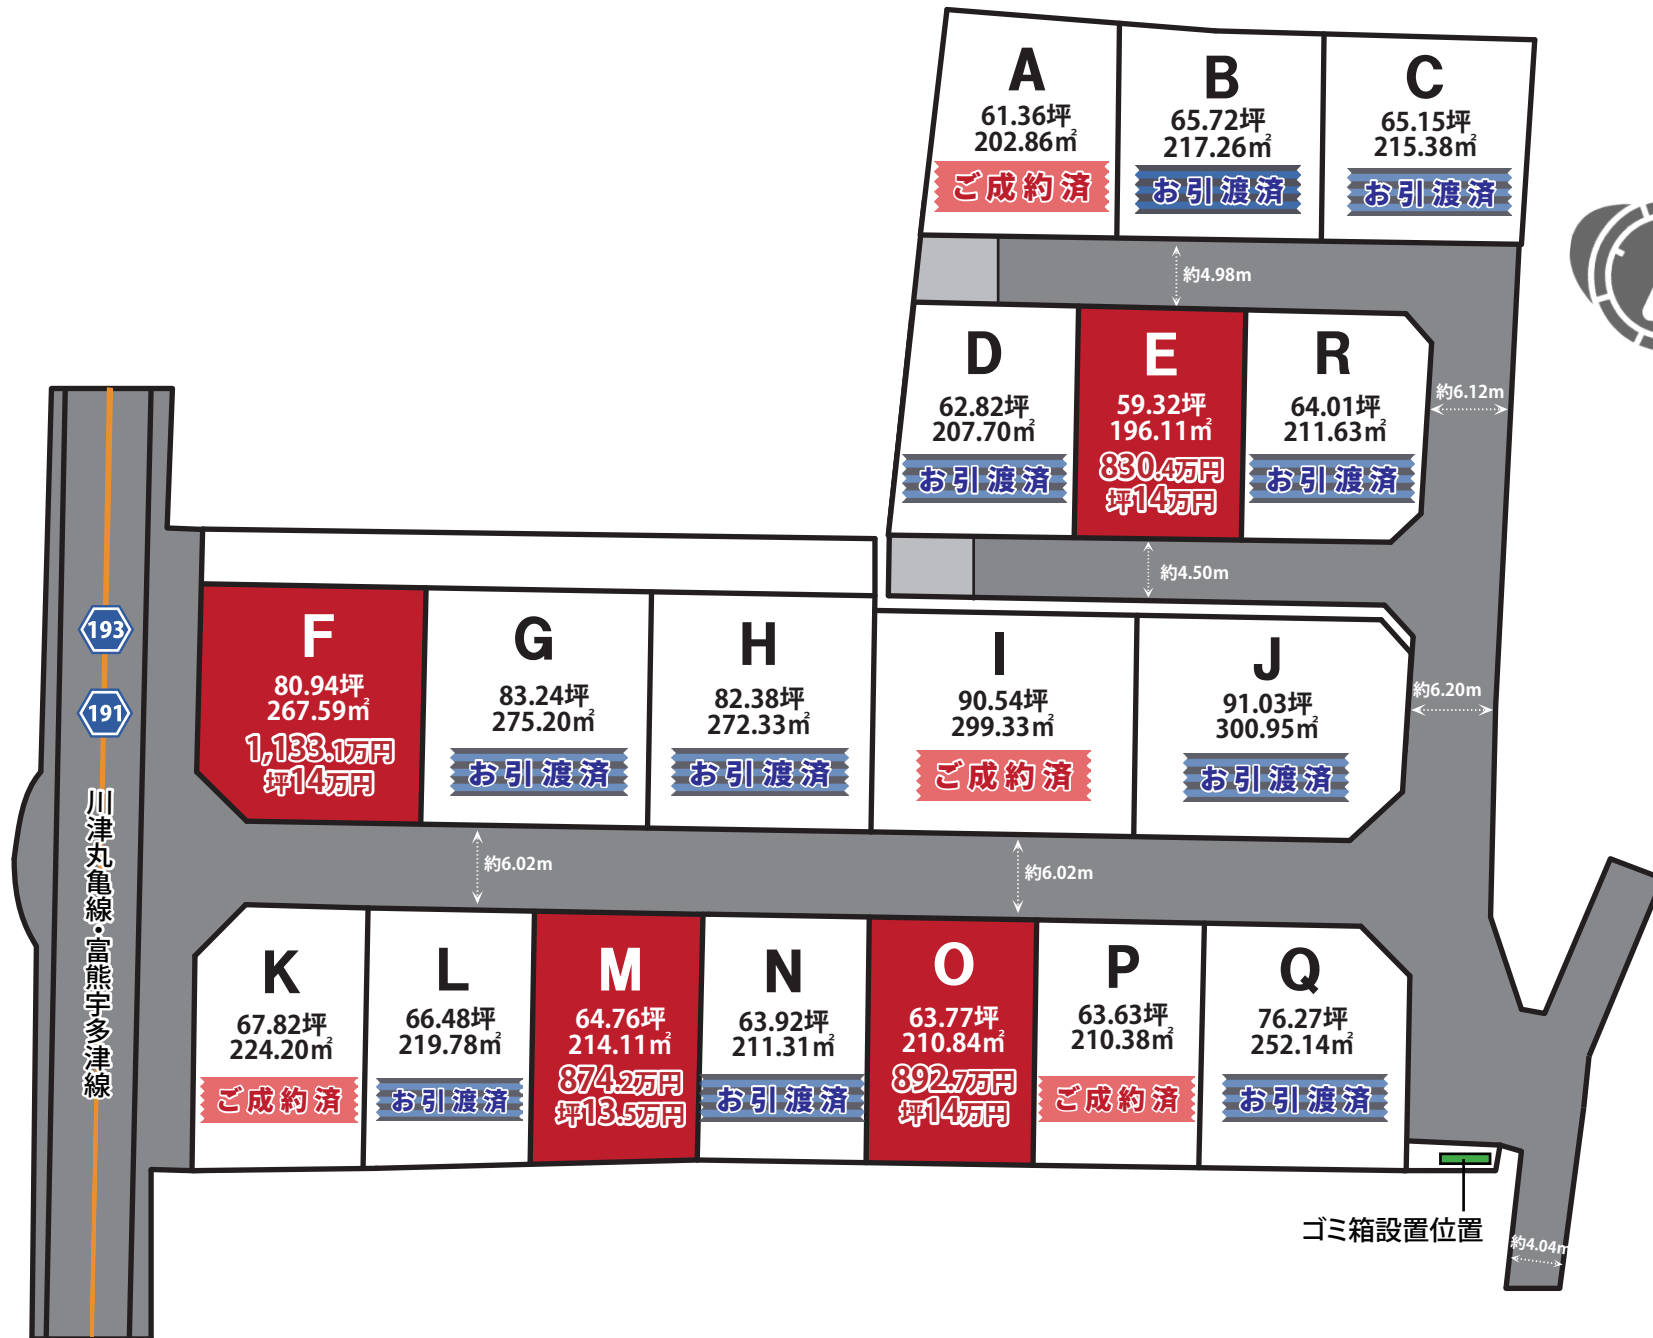 A
61.36坪
202.86㎡
ご成約済
B
65.72坪
217.26㎡
お引渡済
C
65.15坪
215.38㎡
お引渡済
約4.98m
D
62.82坪
207.70㎡
お引渡済
E
59.32坪
196.11㎡
830.4万円
坪14万円
R
64.01坪
211.63㎡
お引渡済
約6.12m
約4.50m
193
191
川津丸亀線・富熊宇多津線
F
80.94坪
267.59㎡
1,133.1万円
坪14万円
G
83.24坪
275.20㎡
お引渡済
H
82.38坪
272.33㎡
お引渡済
I
90.54坪
299.33㎡
ご成約済
J
91.03坪
300.95㎡
お引渡済
約6.20m
約6.02m
約6.02m
K
67.82坪
224.20㎡
ご成約済
L
66.48坪
219.78㎡
お引渡済
M
64.76坪
214.11㎡
874.2万円
坪13.5万円
N
63.92坪
211.31㎡
お引渡済
O
63.77坪
210.84㎡
892.7万円
坪14万円
P
63.63坪
210.38㎡
ご成約済
Q
76.27坪
252.14㎡
お引渡済
ゴミ箱設置位置
約4.04m